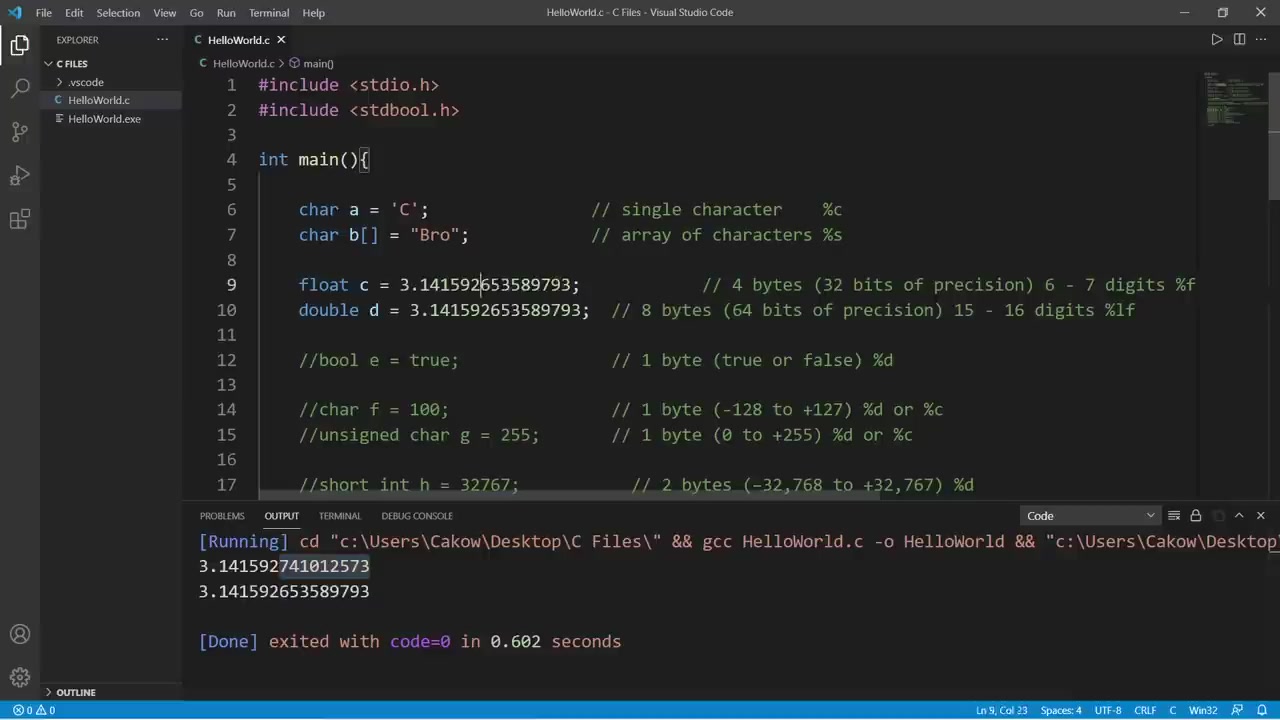 File Edit Selection View Go Run Terminal Help HelloWorld.c - C Files - Visual Studio Code
EXPLORER
C FILES
.vscode
HelloWorld.c
HelloWorld.exe
OUTLINE
HelloWorld.c
HelloWorld.c > main()
1 #include <stdio.h>
2 #include <stdbool.h>
3
4 int main(){
5
6 char a = 'C'; // single character %c
7 char b[] = "Bro"; // array of characters %s
8
9 float c = 3.141592653589793; // 4 bytes (32 bits of precision) 6 - 7 digits %f
10 double d = 3.141592653589793; // 8 bytes (64 bits of precision) 15 - 16 digits %lf
11
12 //bool e = true; // 1 byte (true or false) %d
13
14 //char f = 100; // 1 byte (-128 to +127) %d or %c
15 //unsigned char g = 255; // 1 byte (0 to +255) %d or %c
16
17 //short int h = 32767; // 2 bytes (−32,768 to +32,767) %d
PROBLEMS OUTPUT TERMINAL DEBUG CONSOLE Code
[Running] cd "c:\Users\Cakow\Desktop\C Files\" && gcc HelloWorld.c -o HelloWorld && "c:\Users\Cakow\Desktop\
3.141592741012573
3.141592653589793
[Done] exited with code=0 in 0.602 seconds
0 0 Ln 9, Col 23 Spaces: 4 UTF-8 CRLF C Win32